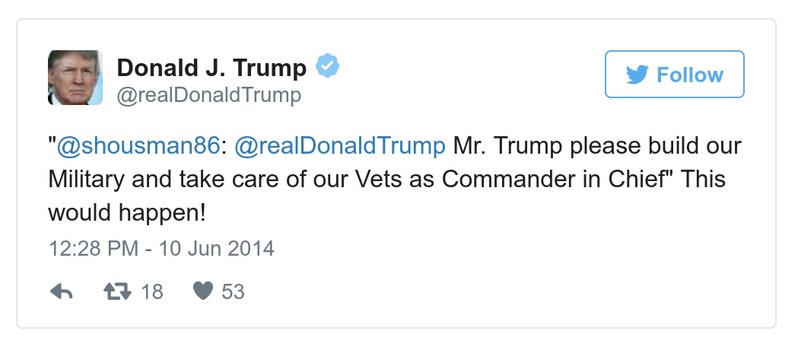 Donald J. Trump
@realDonaldTrump
Follow
"@shousman86: @realDonaldTrump Mr. Trump please build our
Military and take care of our Vets as Commander in Chief" This
would happen!
12:28 PM - 10 Jun 2014
18 53